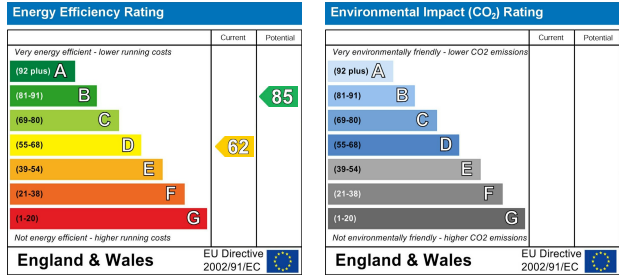 Energy Efficiency Rating
Current Potential
Very energy efficient - lower running costs
(92 plus) A
(81-91) B
(69-80) C
(55-68) D
(39-54) E
(21-38) F
(1-20) G
85
62
Not energy efficient - higher running costs
England & Wales
EU Directive
2002/91/EC
Environmental Impact (CO₂) Rating
Current Potential
Very environmentally friendly - lower CO2 emissions
(92 plus) A
(81-91) B
(69-80) C
(55-68) D
(39-54) E
(21-38) F
(1-20) G
Not environmentally friendly - higher CO2 emissions
England & Wales
EU Directive
2002/91/EC